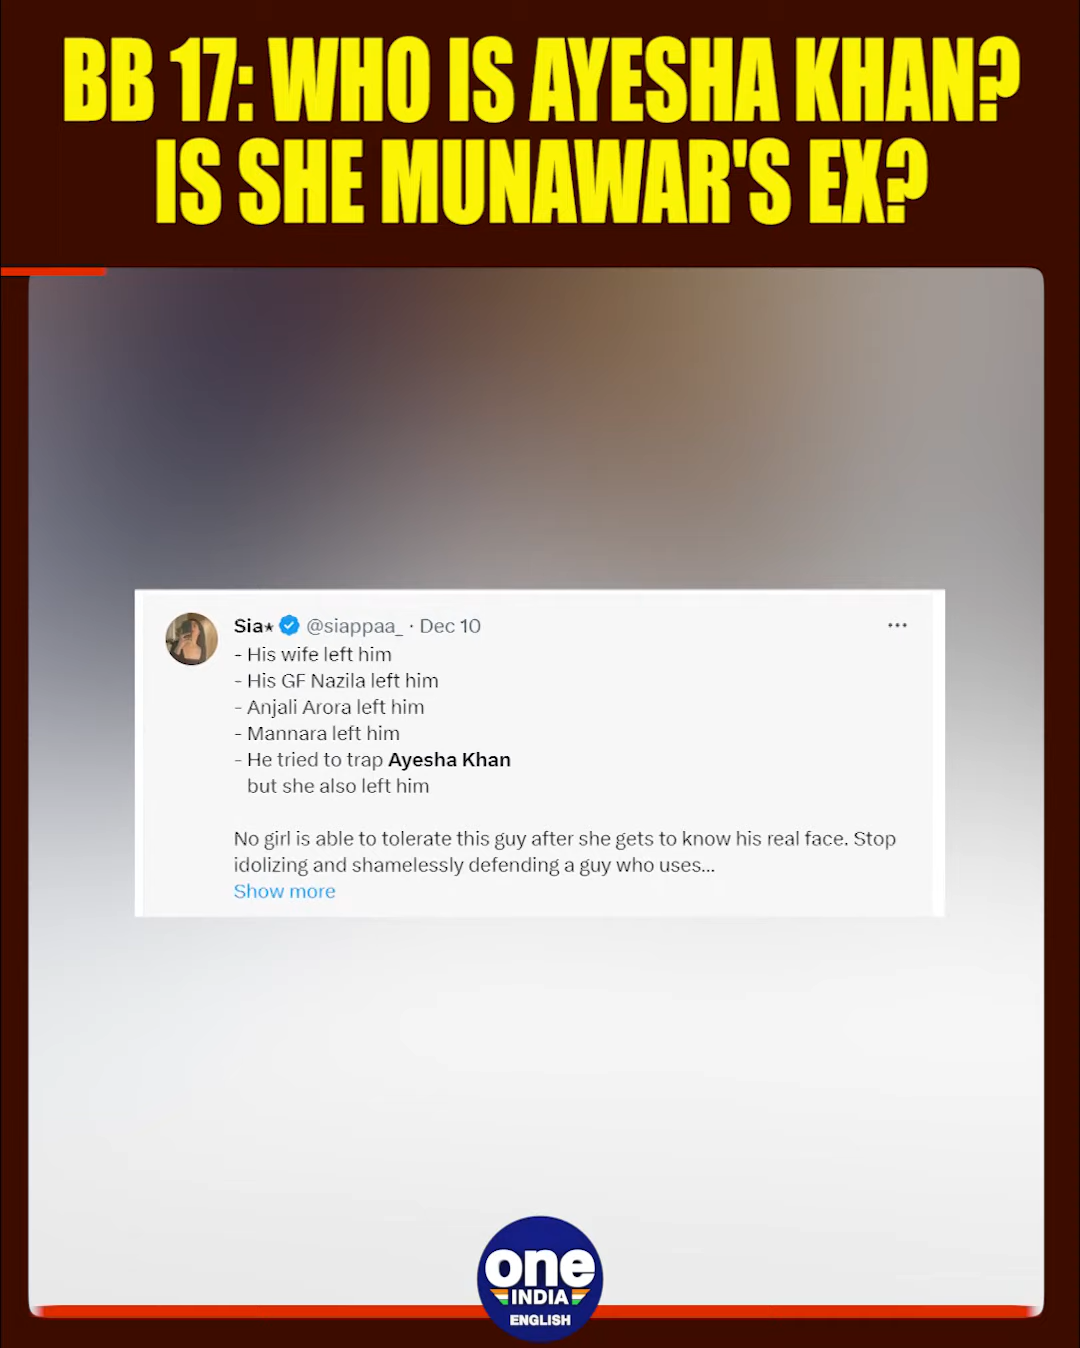 BB 17: WHO IS AYESHA KHAN?
IS SHE MUNAWAR'S EX?
Sia★ @siappaa_ · Dec 10
- His wife left him
- His GF Nazila left him
- Anjali Arora left him
- Mannara left him
- He tried to trap Ayesha Khan
but she also left him
No girl is able to tolerate this guy after she gets to know his real face. Stop
idolizing and shamelessly defending a guy who uses...
Show more
one
INDIA
ENGLISH